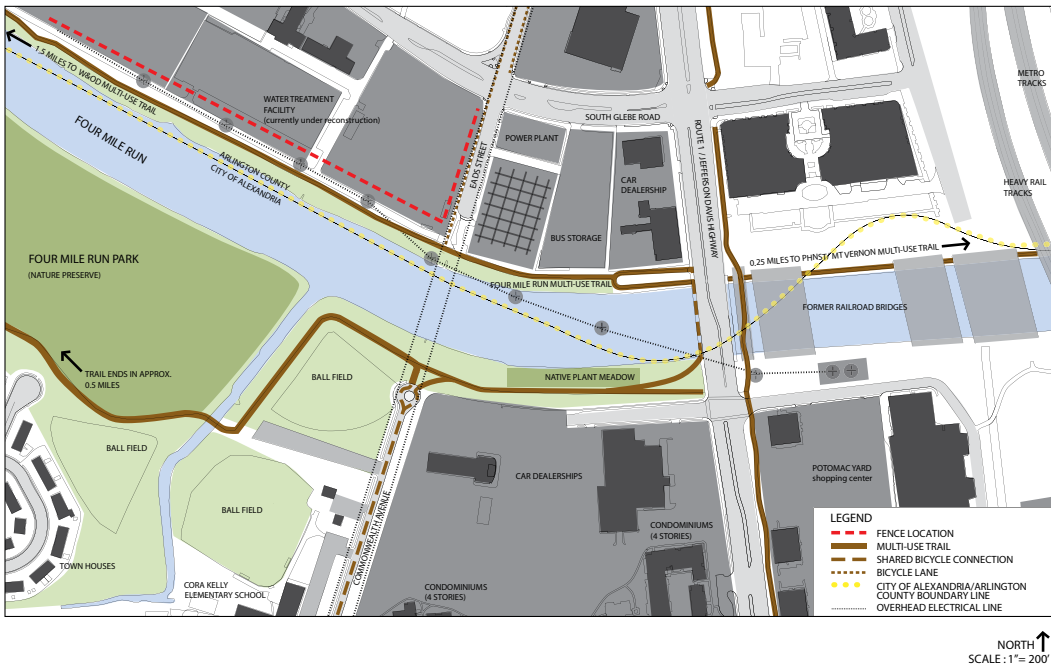 METRO
TRACKS
1.5 MILES TO W&OD MULTI-USE TRAIL
WATER TREATMENT
FACILITY
(currently under reconstruction)
FOUR MILE RUN
SOUTH GLEBE ROAD
POWER PLANT
EADS STREET
ROUTE 1 / JEFFERSON DAVIS HIGHWAY
ARLINGTON COUNTY
CITY OF ALEXANDRIA
CAR
DEALERSHIP
HEAVY RAIL
TRACKS
BUS STORAGE
FOUR MILE RUN PARK
(NATURE PRESERVE)
0.25 MILES TO PHNST/ MT VERNON MULTI-USE TRAIL
FOUR MILE RUN MULTI-USE TRAIL
FORMER RAILROAD BRIDGES
TRAIL ENDS IN APPROX.
0.5 MILES
BALL FIELD
NATIVE PLANT MEADOW
BALL FIELD
CAR DEALERSHIPS
POTOMAC YARD
shopping center
BALL FIELD
COMMONWEALTH AVENUE
CONDOMINIUMS
(4 STORIES)
TOWN HOUSES
CORA KELLY
ELEMENTARY SCHOOL
CONDOMINIUMS
(4 STORIES)
LEGEND
FENCE LOCATION
MULTI-USE TRAIL
SHARED BICYCLE CONNECTION
BICYCLE LANE
CITY OF ALEXANDRIA/ARLINGTON
COUNTY BOUNDARY LINE
OVERHEAD ELECTRICAL LINE
NORTH
SCALE : 1"= 200'